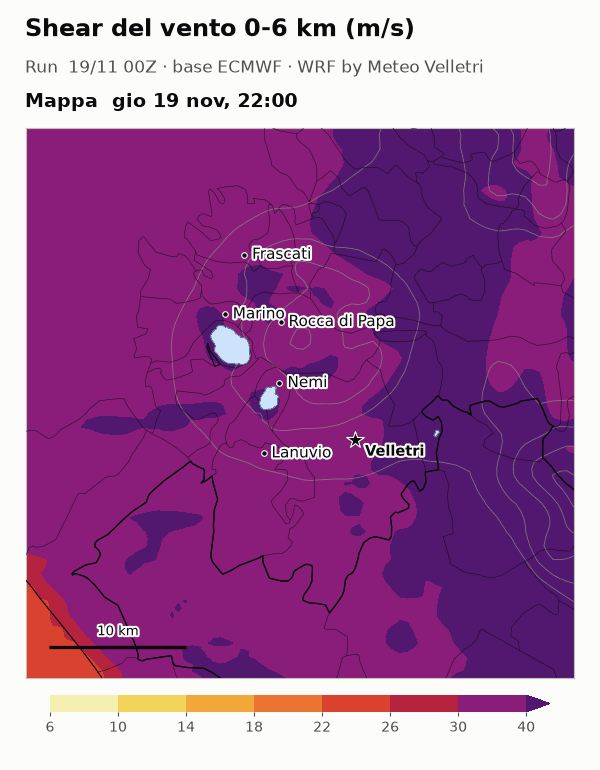 Shear del vento 0-6 km (m/s)
Run  19/11 00Z · base ECMWF · WRF by Meteo Velletri
Mappa  gio 19 nov, 22:00
Frascati
Marino
Rocca di Papa
Nemi
Lanuvio
Velletri
10 km
6 10 14 18 22 26 30 40